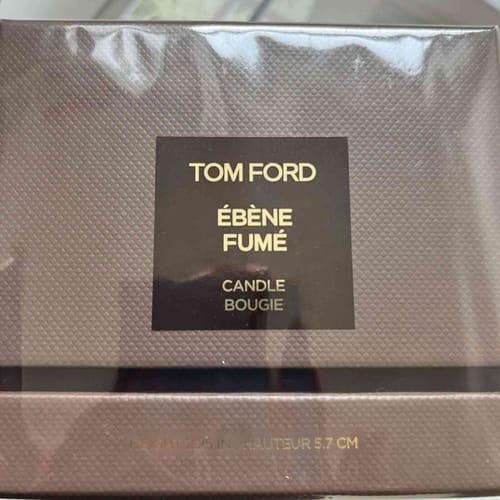 TOM FORD
ÉBÈNE
FUMÉ
CANDLE
BOUGIE
HAUTEUR 5.7 CM